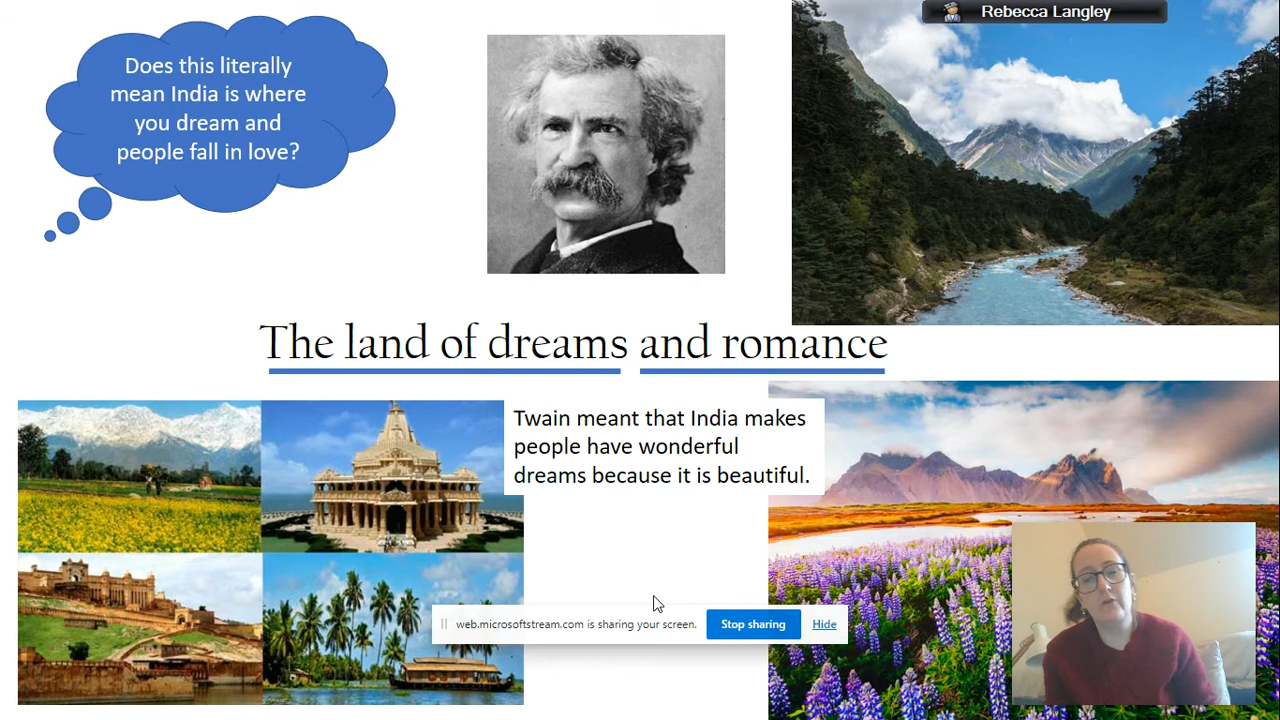 Rebecca Langley
Does this literally
mean India is where
you dream and
people fall in love?
The land of dreams and romance
Twain meant that India makes
people have wonderful
dreams because it is beautiful.
web.microsoftstream.com is sharing your screen.
Stop sharing
Hide